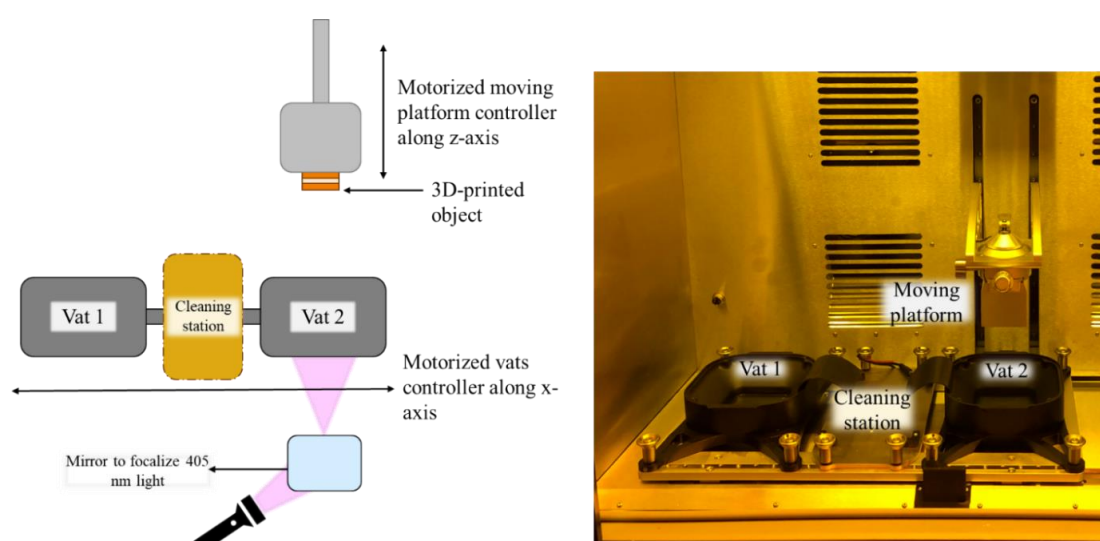 Motorized moving
platform controller
along z-axis
3D-printed
object
Vat 1
Cleaning
station
Vat 2
Motorized vats
controller along x-
axis
Mirror to focalize 405
nm light
Moving
platform
Vat 1
Vat 2
Cleaning
station